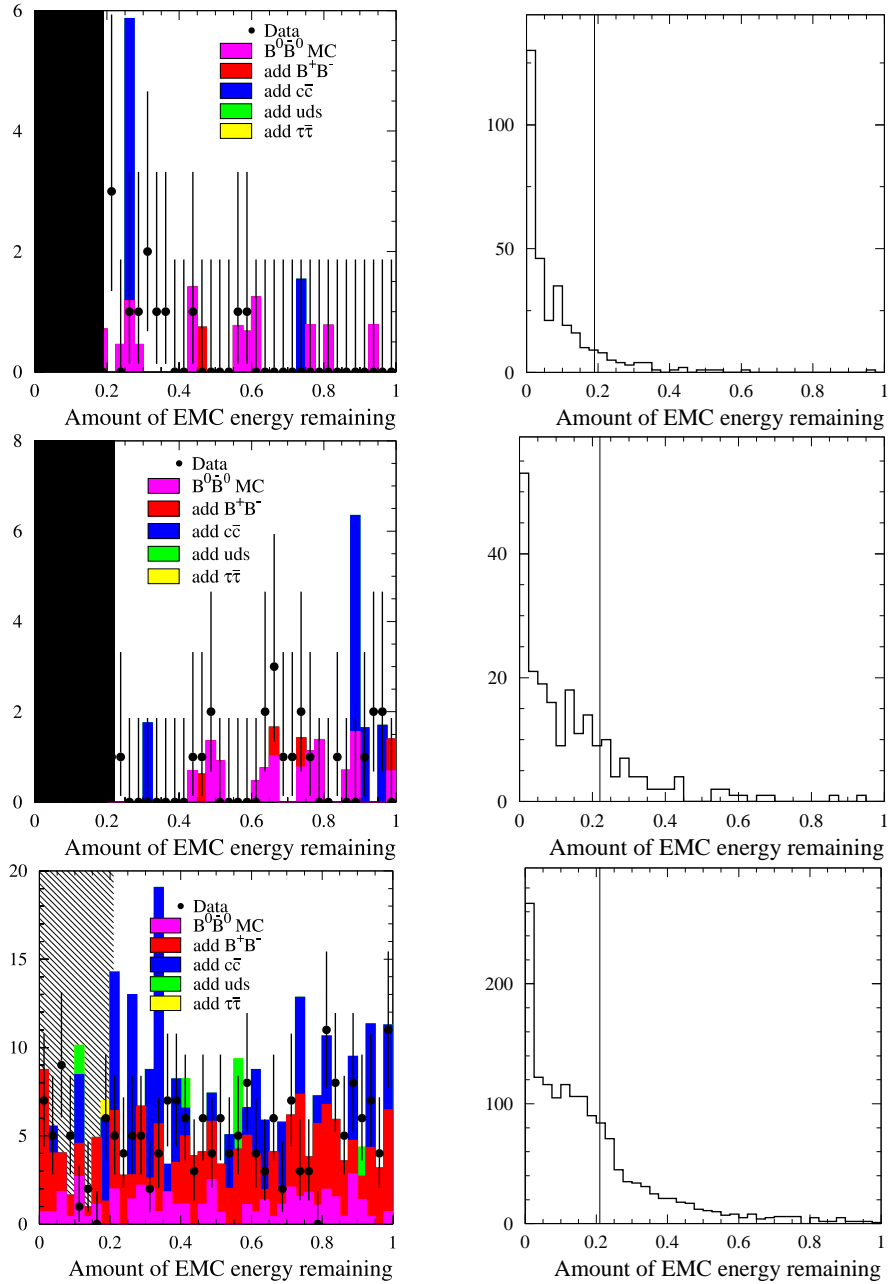 6
4
2
0
Data
B⁰B̄⁰ MC
add B⁺B⁻
add cc̄
add uds
add ττ̄
0 0.2 0.4 0.6 0.8 1
Amount of EMC energy remaining
100
50
0
0 0.2 0.4 0.6 0.8 1
Amount of EMC energy remaining
8
6
4
2
0
Data
B⁰B̄⁰ MC
add B⁺B⁻
add cc̄
add uds
add ττ̄
0 0.2 0.4 0.6 0.8 1
Amount of EMC energy remaining
40
20
0
0 0.2 0.4 0.6 0.8 1
Amount of EMC energy remaining
20
15
10
5
0
Data
B⁰B̄⁰ MC
add B⁺B⁻
add cc̄
add uds
add ττ̄
0 0.2 0.4 0.6 0.8 1
Amount of EMC energy remaining
200
100
0
0 0.2 0.4 0.6 0.8 1
Amount of EMC energy remaining